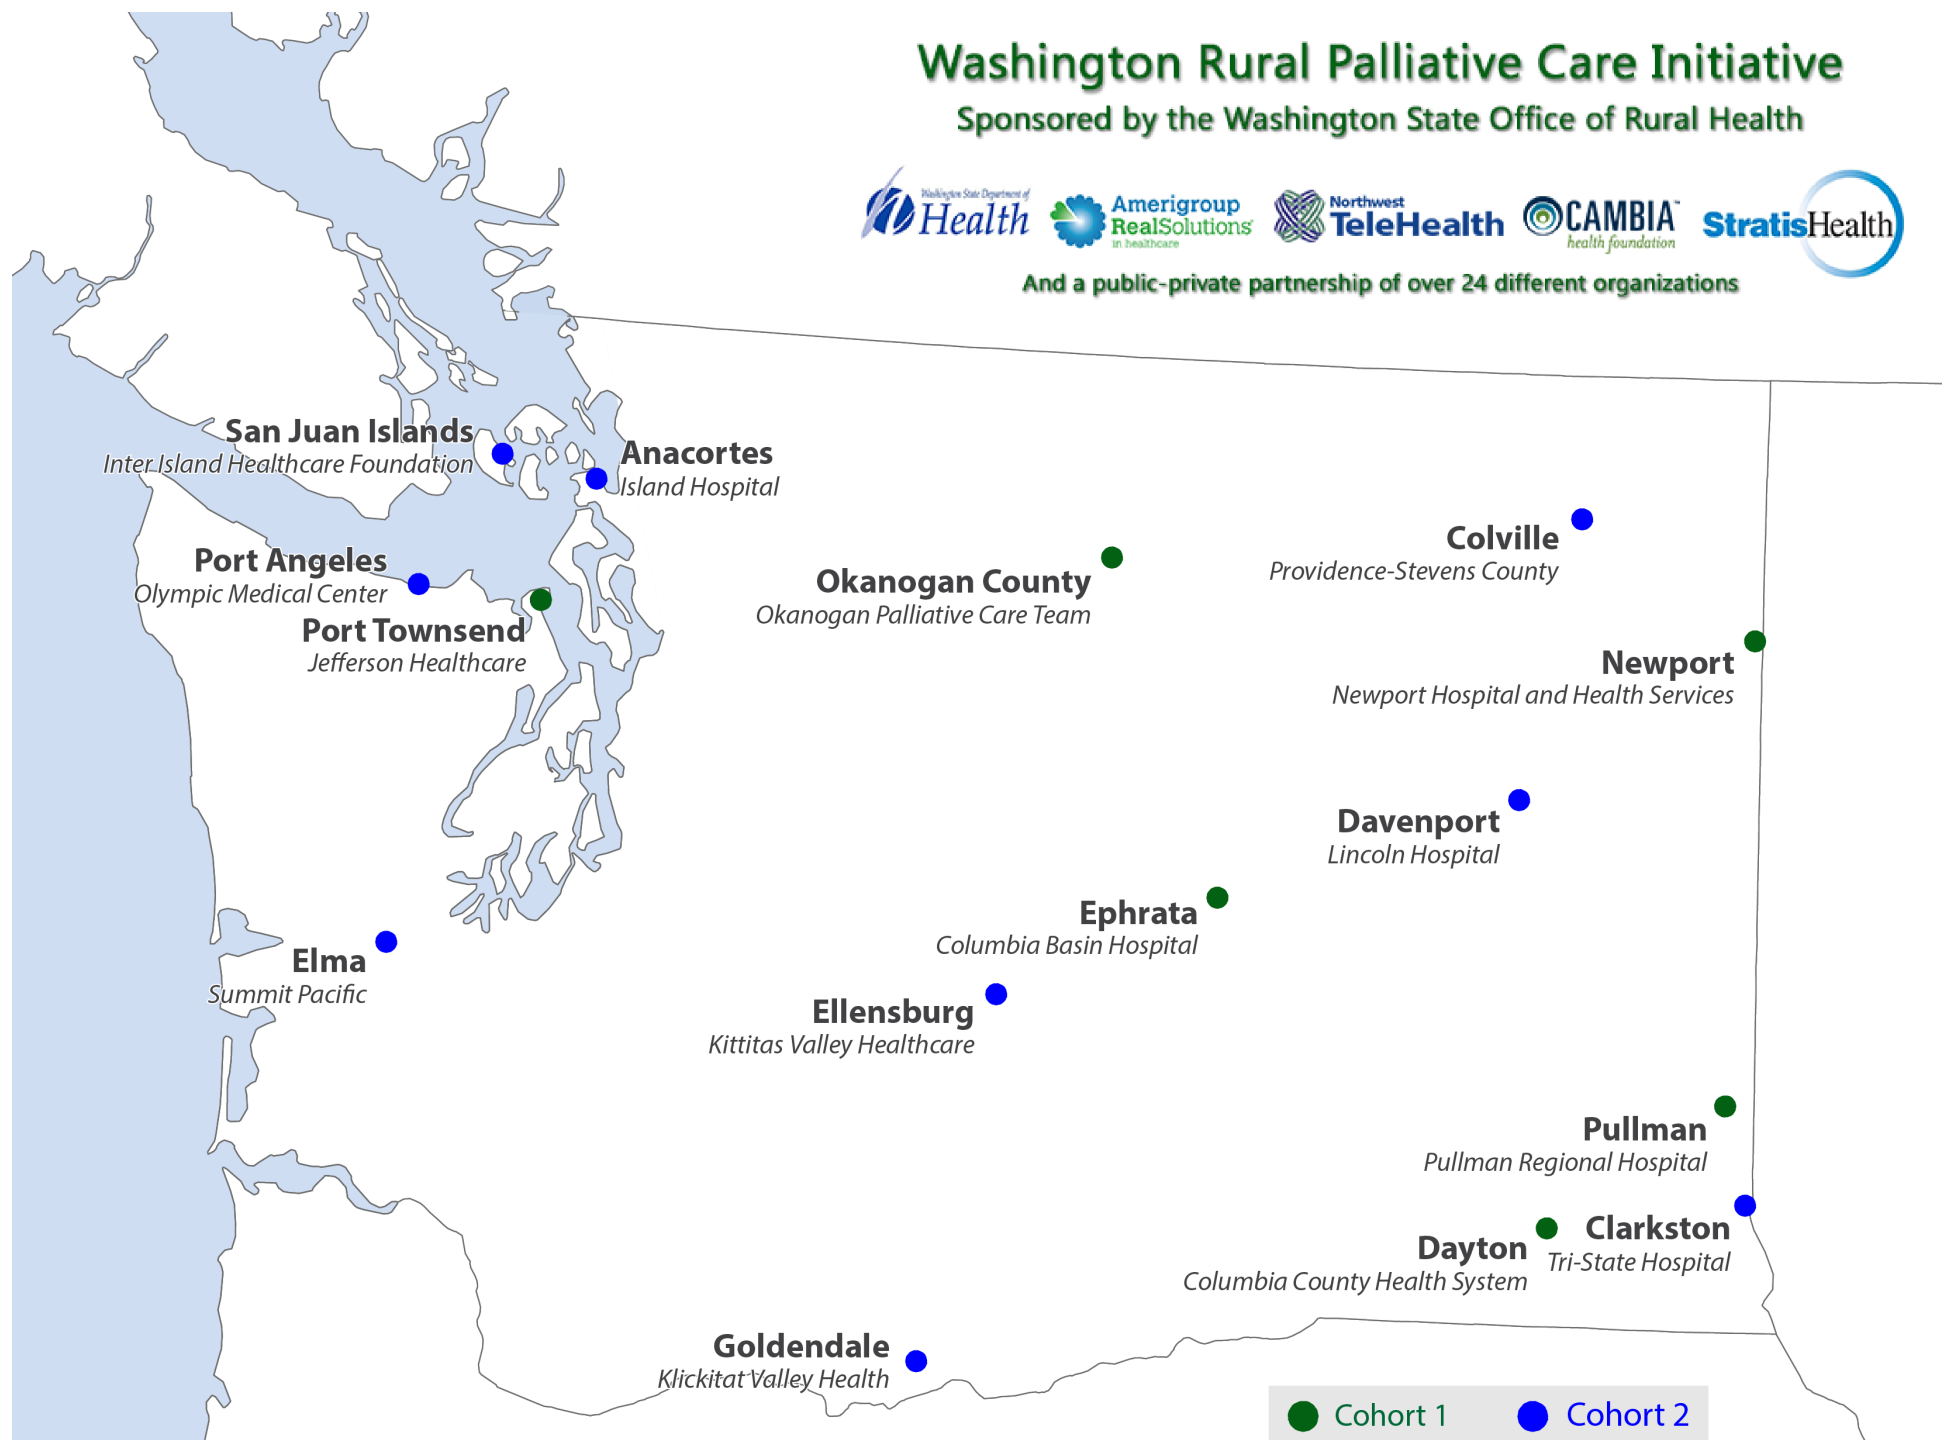 Washington Rural Palliative Care Initiative
Sponsored by the Washington State Office of Rural Health
Washington State Department of
Health
Amerigroup
RealSolutions
in healthcare
Northwest
TeleHealth
CAMBIA™
health foundation
StratisHealth
And a public-private partnership of over 24 different organizations
San Juan Islands
Inter Island Healthcare Foundation
Anacortes
Island Hospital
Port Angeles
Olympic Medical Center
Port Townsend
Jefferson Healthcare
Okanogan County
Okanogan Palliative Care Team
Colville
Providence-Stevens County
Newport
Newport Hospital and Health Services
Davenport
Lincoln Hospital
Ephrata
Columbia Basin Hospital
Elma
Summit Pacific
Ellensburg
Kittitas Valley Healthcare
Pullman
Pullman Regional Hospital
Clarkston
Tri-State Hospital
Dayton
Columbia County Health System
Goldendale
Klickitat Valley Health
Cohort 1
Cohort 2